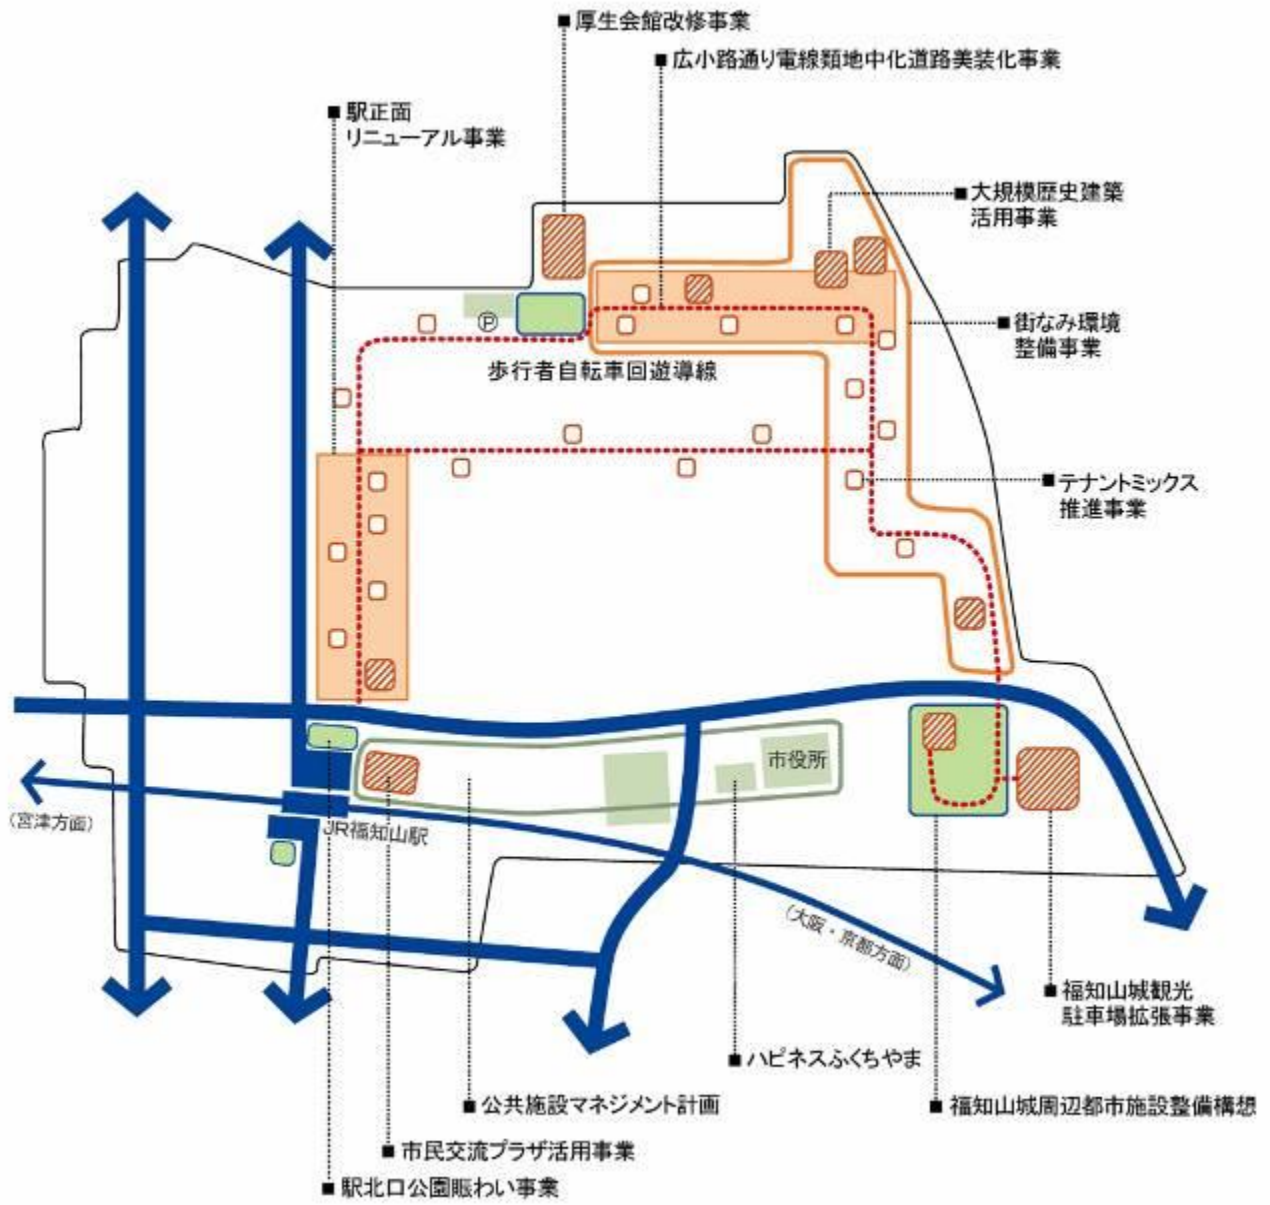 ■厚生会館改修事業
■広小路通り電線類地中化道路美装化事業
■駅正面
リニューアル事業
■大規模歴史建築
活用事業
■街なみ環境
整備事業
Ⓟ
歩行者自転車回遊導線
■テナントミックス
推進事業
市役所
(宮津方面)
JR福知山駅
(大阪・京都方面)
■福知山城観光
駐車場拡張事業
■ハピネスふくちやま
■公共施設マネジメント計画
■福知山城周辺都市施設整備構想
■市民交流プラザ活用事業
■駅北口公園賑わい事業